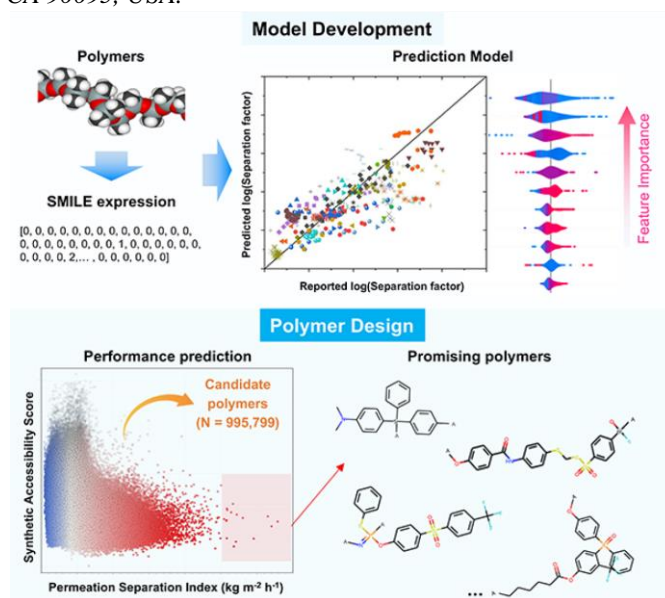 CA 90095, USA.
Model Development
Polymers
Prediction Model
SMILE expression
[0, 0, 0, 0, 0, 0, 0, 0, 0, 0, 0, 0, 0, 0, 0,
0, 0, 0, 0, 0, 0, 0, 0, 0, 1, 0, 0, 0, 0, 0, 0,
0, 0, 0, 0, 2,... , 0, 0, 0, 0, 0, 0]
Predicted log(Separation factor)
Reported log(Separation factor)
Feature Importance
Polymer Design
Performance prediction
Promising polymers
Candidate
polymers
(N = 995,799)
Synthetic Accessibility Score
Permeation Separation Index (kg m⁻² h⁻¹)
...